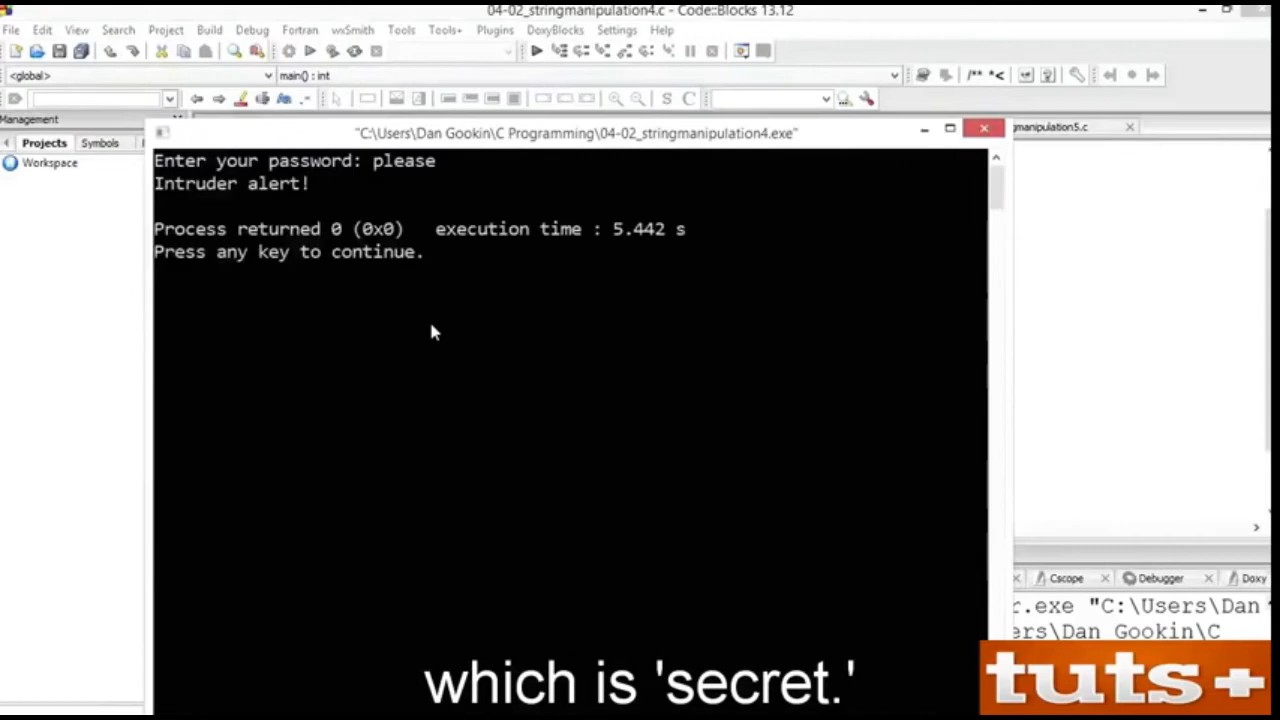 04-02_stringmanipulation4.c - Code::Blocks 13.12
File Edit View Search Project Build Debug Fortran wxSmith Tools Tools+ Plugins DoxyBlocks Settings Help
<global> main() : int
/** *<
S C
Management
Projects Symbols
Workspace
"C:\Users\Dan Gookin\C Programming\04-02_stringmanipulation4.exe"
ngmanipulation5.c
Enter your password: please
Intruder alert!
Process returned 0 (0x0) execution time : 5.442 s
Press any key to continue.
Cscope Debugger Doxy
r.exe "C:\Users\Dan
ers\Dan Gookin\C
which is 'secret.'
tuts+